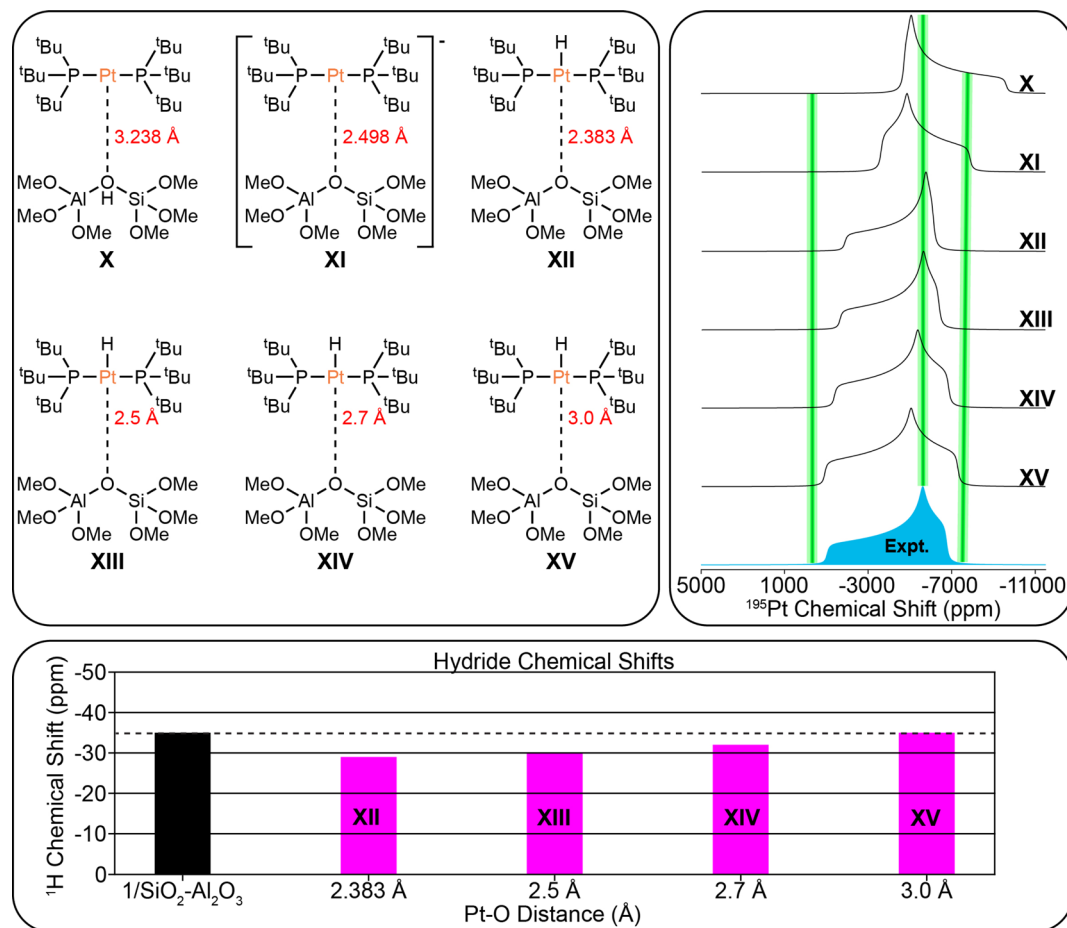 tBu tBu
tBu P Pt P tBu
tBu tBu
3.238 Å
MeO O OMe
MeO Al H Si OMe
OMe OMe
X
tBu tBu -
tBu P Pt P tBu
tBu tBu
2.498 Å
MeO O OMe
MeO Al Si OMe
OMe OMe
XI
tBu H tBu
tBu P Pt P tBu
tBu tBu
2.383 Å
MeO O OMe
MeO Al Si OMe
OMe OMe
XII
tBu H tBu
tBu P Pt P tBu
tBu tBu
2.5 Å
MeO O OMe
MeO Al Si OMe
OMe OMe
XIII
tBu H tBu
tBu P Pt P tBu
tBu tBu
2.7 Å
MeO O OMe
MeO Al Si OMe
OMe OMe
XIV
tBu H tBu
tBu P Pt P tBu
tBu tBu
3.0 Å
MeO O OMe
MeO Al Si OMe
OMe OMe
XV
X
XI
XII
XIII
XIV
XV
Expt.
5000 1000 -3000 -7000 -11000
195Pt Chemical Shift (ppm)
Hydride Chemical Shifts
1H Chemical Shift (ppm)
-50
-40
-30
-20
-10
0
XII XIII XIV XV
1/SiO2-Al2O3 2.383 Å 2.5 Å 2.7 Å 3.0 Å
Pt-O Distance (Å)